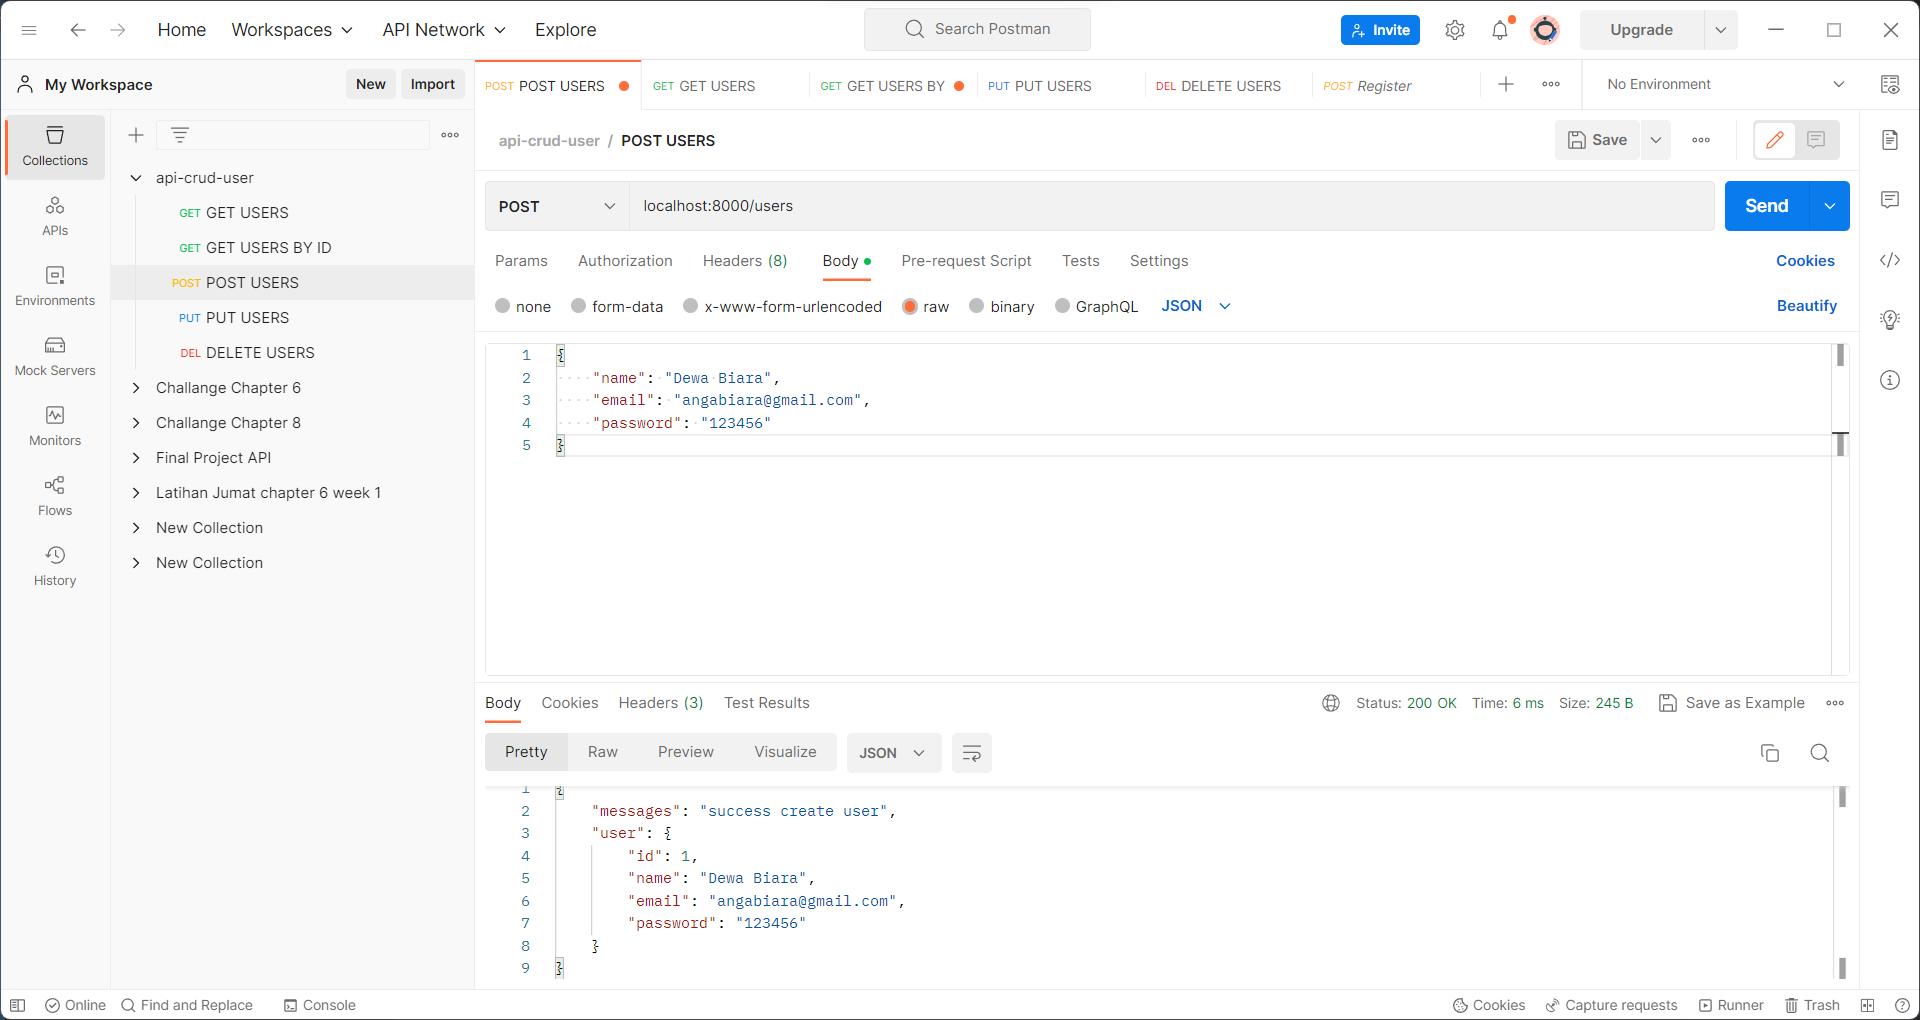 Home Workspaces API Network Explore Search Postman Invite Upgrade
My Workspace New Import POST POST USERS GET GET USERS GET GET USERS BY PUT PUT USERS DEL DELETE USERS POST Register No Environment
Collections
APIs
Environments
Mock Servers
Monitors
Flows
History
api-crud-user
GET GET USERS
GET GET USERS BY ID
POST POST USERS
PUT PUT USERS
DEL DELETE USERS
Challange Chapter 6
Challange Chapter 8
Final Project API
Latihan Jumat chapter 6 week 1
New Collection
New Collection
api-crud-user / POST USERS Save
POST localhost:8000/users Send
Params Authorization Headers (8) Body Pre-request Script Tests Settings Cookies
none form-data x-www-form-urlencoded raw binary GraphQL JSON Beautify
1 {
2 "name": "Dewa Biara",
3 "email": "angabiara@gmail.com",
4 "password": "123456"
5 }
Body Cookies Headers (3) Test Results Status: 200 OK Time: 6 ms Size: 245 B Save as Example
Pretty Raw Preview Visualize JSON
1 {
2 "messages": "success create user",
3 "user": {
4 "id": 1,
5 "name": "Dewa Biara",
6 "email": "angabiara@gmail.com",
7 "password": "123456"
8 }
9 }
Online Find and Replace Console Cookies Capture requests Runner Trash